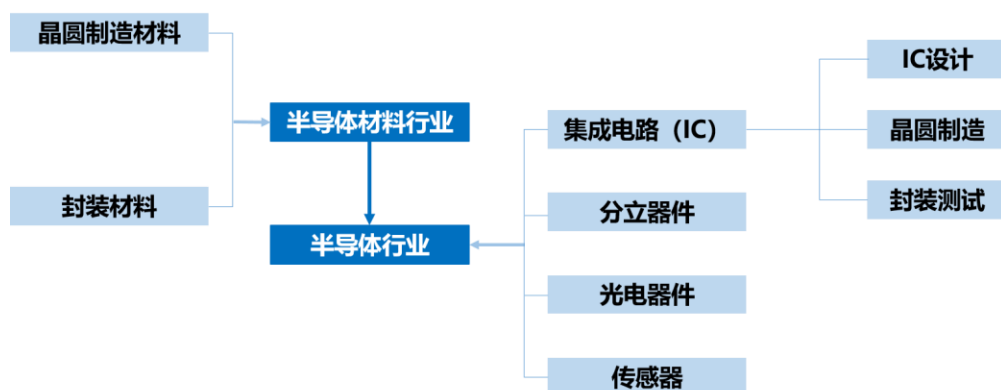 晶圆制造材料
封装材料
半导体材料行业
半导体行业
集成电路（IC）
分立器件
光电器件
传感器
IC设计
晶圆制造
封装测试